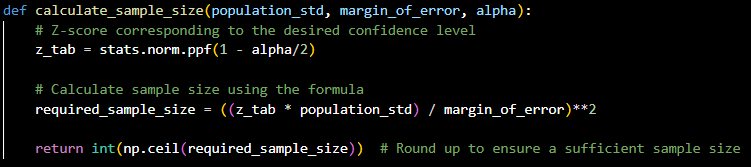 def calculate_sample_size(population_std, margin_of_error, alpha):
    # Z-score corresponding to the desired confidence level
    z_tab = stats.norm.ppf(1 - alpha/2)

    # Calculate sample size using the formula
    required_sample_size = ((z_tab * population_std) / margin_of_error)**2

    return int(np.ceil(required_sample_size))  # Round up to ensure a sufficient sample size